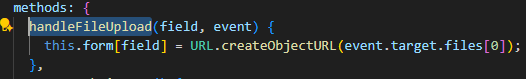 methods: {
handleFileUpload(field, event) {
this.form[field] = URL.createObjectURL(event.target.files[0]);
},